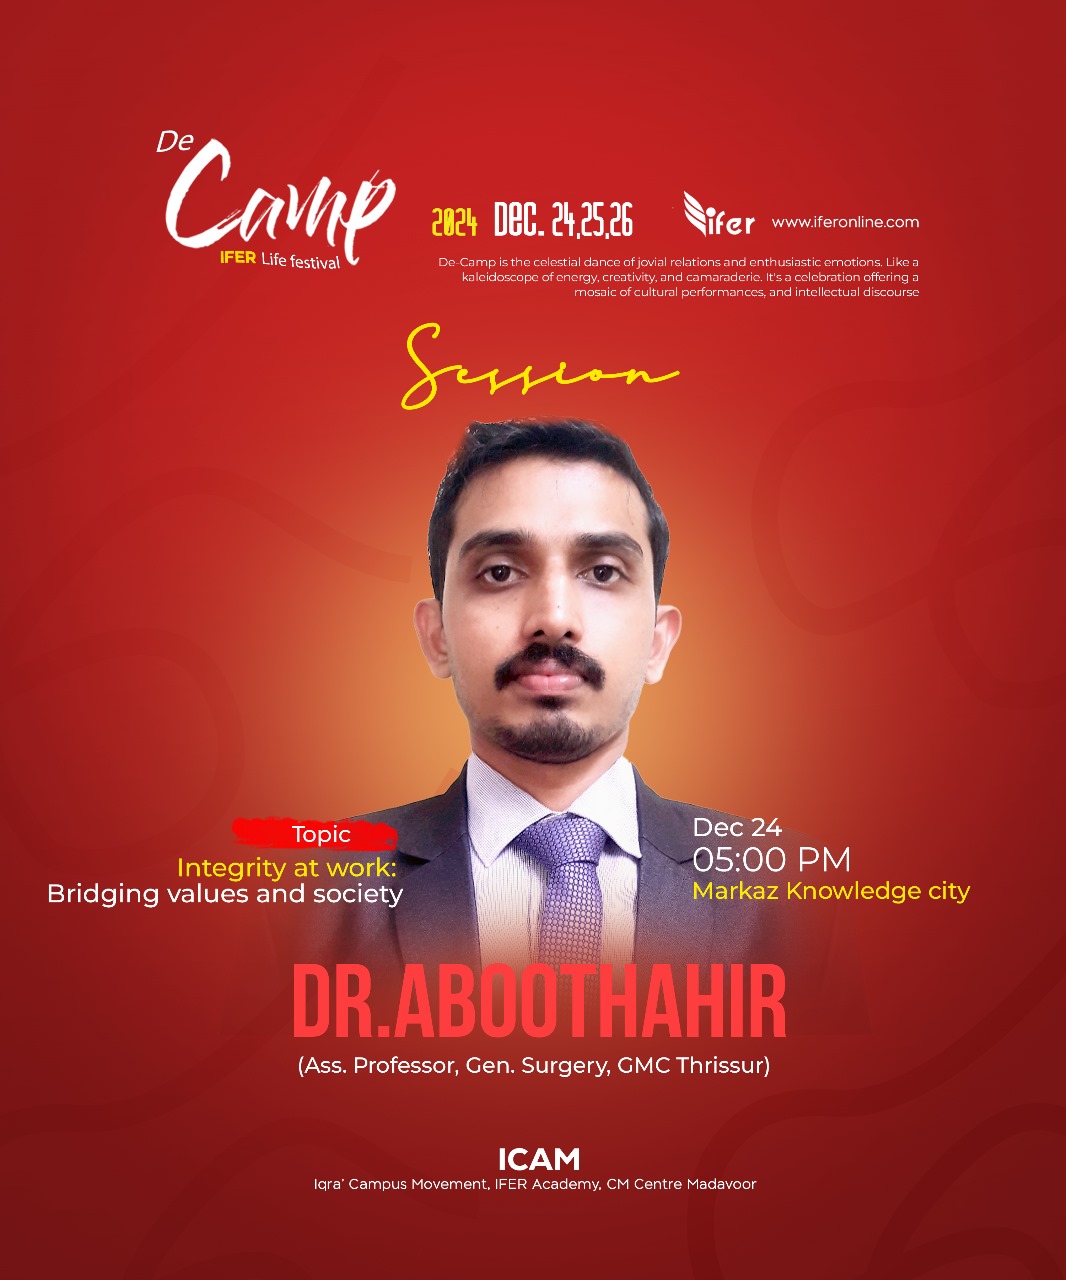 De
Camp
IFER Life festival
2024 Dec. 24,25,26
ifer www.iferonline.com
De-Camp is the celestial dance of jovial relations and enthusiastic emotions. Like a
kaleidoscope of energy, creativity, and camaraderie. It's a celebration offering a
mosaic of cultural performances, and intellectual discourse
Session
Topic
Integrity at work:
Bridging values and society
Dec 24
05:00 PM
Markaz Knowledge city
DR.ABOOTHAHIR
(Ass. Professor, Gen. Surgery, GMC Thrissur)
ICAM
Iqra' Campus Movement, IFER Academy, CM Centre Madavoor